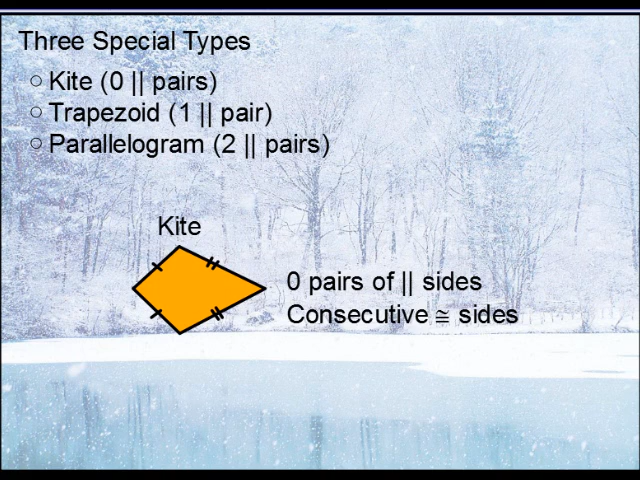 Three Special Types
○ Kite (0 || pairs)
○ Trapezoid (1 || pair)
○ Parallelogram (2 || pairs)
Kite
0 pairs of || sides
Consecutive ≅ sides